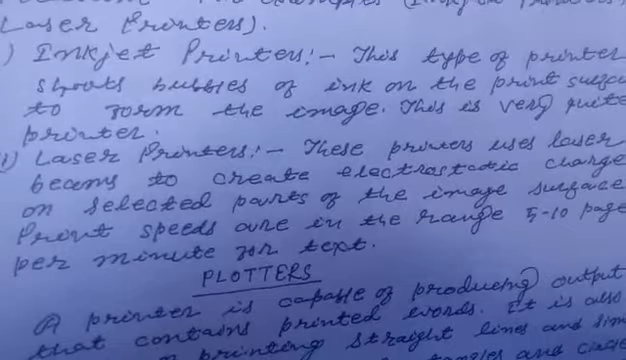 Laser Printers).
) Inkjet Printers:- This type of printer
shoots bubbles of ink on the print surface
to form the image. This is very quite
printer.
) Laser Printers:- These printers uses laser
beams to create electrostatic charge
on selected parts of the image surface
Print speeds are in the range 5-10 page
per minute for text.
PLOTTERS
A printer is capable of producing output
that contains printed words. It is also
printing straight lines and sim
and